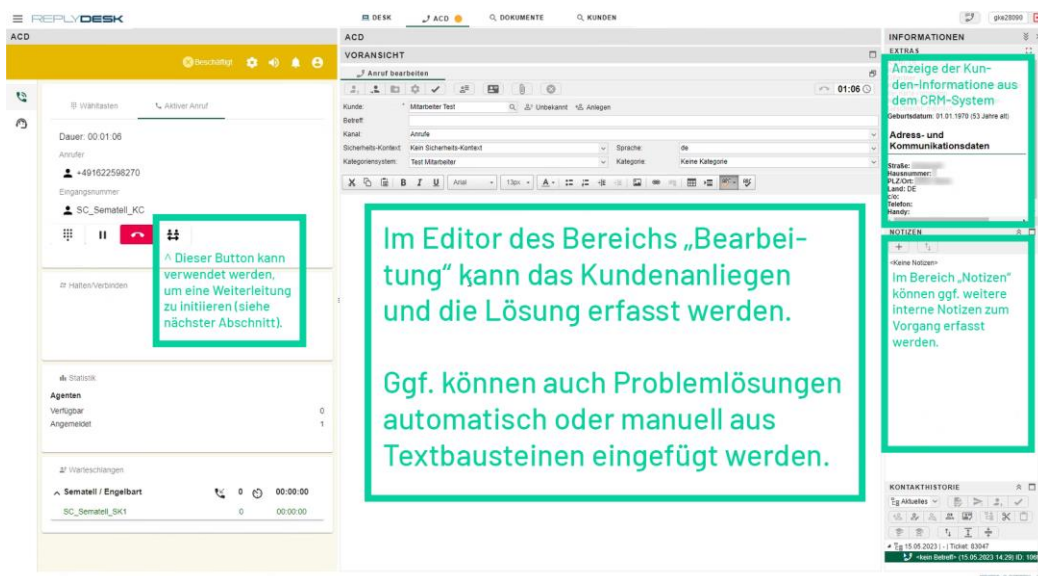 REPLYDESK
DESK
ACD
DOKUMENTE
KUNDEN
gks28090
ACD
Beschäftigt
Wähltasten
Aktiver Anruf
Dauer: 00:01:06
Anrufer
+491622598270
Eingangsnummer
SC_Sematell_KC
^ Dieser Button kann
verwendet werden,
um eine Weiterleitung
zu initiieren (siehe
nächster Abschnitt).
Halten/Verbinden
Statistik
Agenten
Verfügbar 0
Angemeldet 1
Warteschlangen
Sematell / Engelbart 0 00:00:00
SC_Sematell_SK1 0 00:00:00
ACD
VORANSICHT
Anruf bearbeiten
01:06
Kunde: * Mitarbeiter Test Unbekannt Anlegen
Betreff:
Kanal: Anrufe
Sicherheits-Kontext: Kein Sicherheits-Kontext Sprache: de
Kategoriensystem: Test Mitarbeiter Kategorie: Keine Kategorie
B I U Arial 13px A
Im Editor des Bereichs „Bearbei-
tung“ kann das Kundenanliegen
und die Lösung erfasst werden.
Ggf. können auch Problemlösungen
automatisch oder manuell aus
Textbausteinen eingefügt werden.
INFORMATIONEN
EXTRAS
Anzeige der Kun-
den-Informatione aus
dem CRM-System
Geburtsdatum: 01.01.1970 (53 Jahre alt)
Adress- und
Kommunikationsdaten
Straße:
Hausnummer:
PLZ/Ort:
Land: DE
c/o:
Telefon:
Handy:
NOTIZEN
<Keine Notizen>
Im Bereich „Notizen“
können ggf. weitere
interne Notizen zum
Vorgang erfasst
werden.
KONTAKTHISTORIE
Aktuelles
15.05.2023 | - | Ticket: 83047
<kein Betreff> (15.05.2023 14:29) ID: